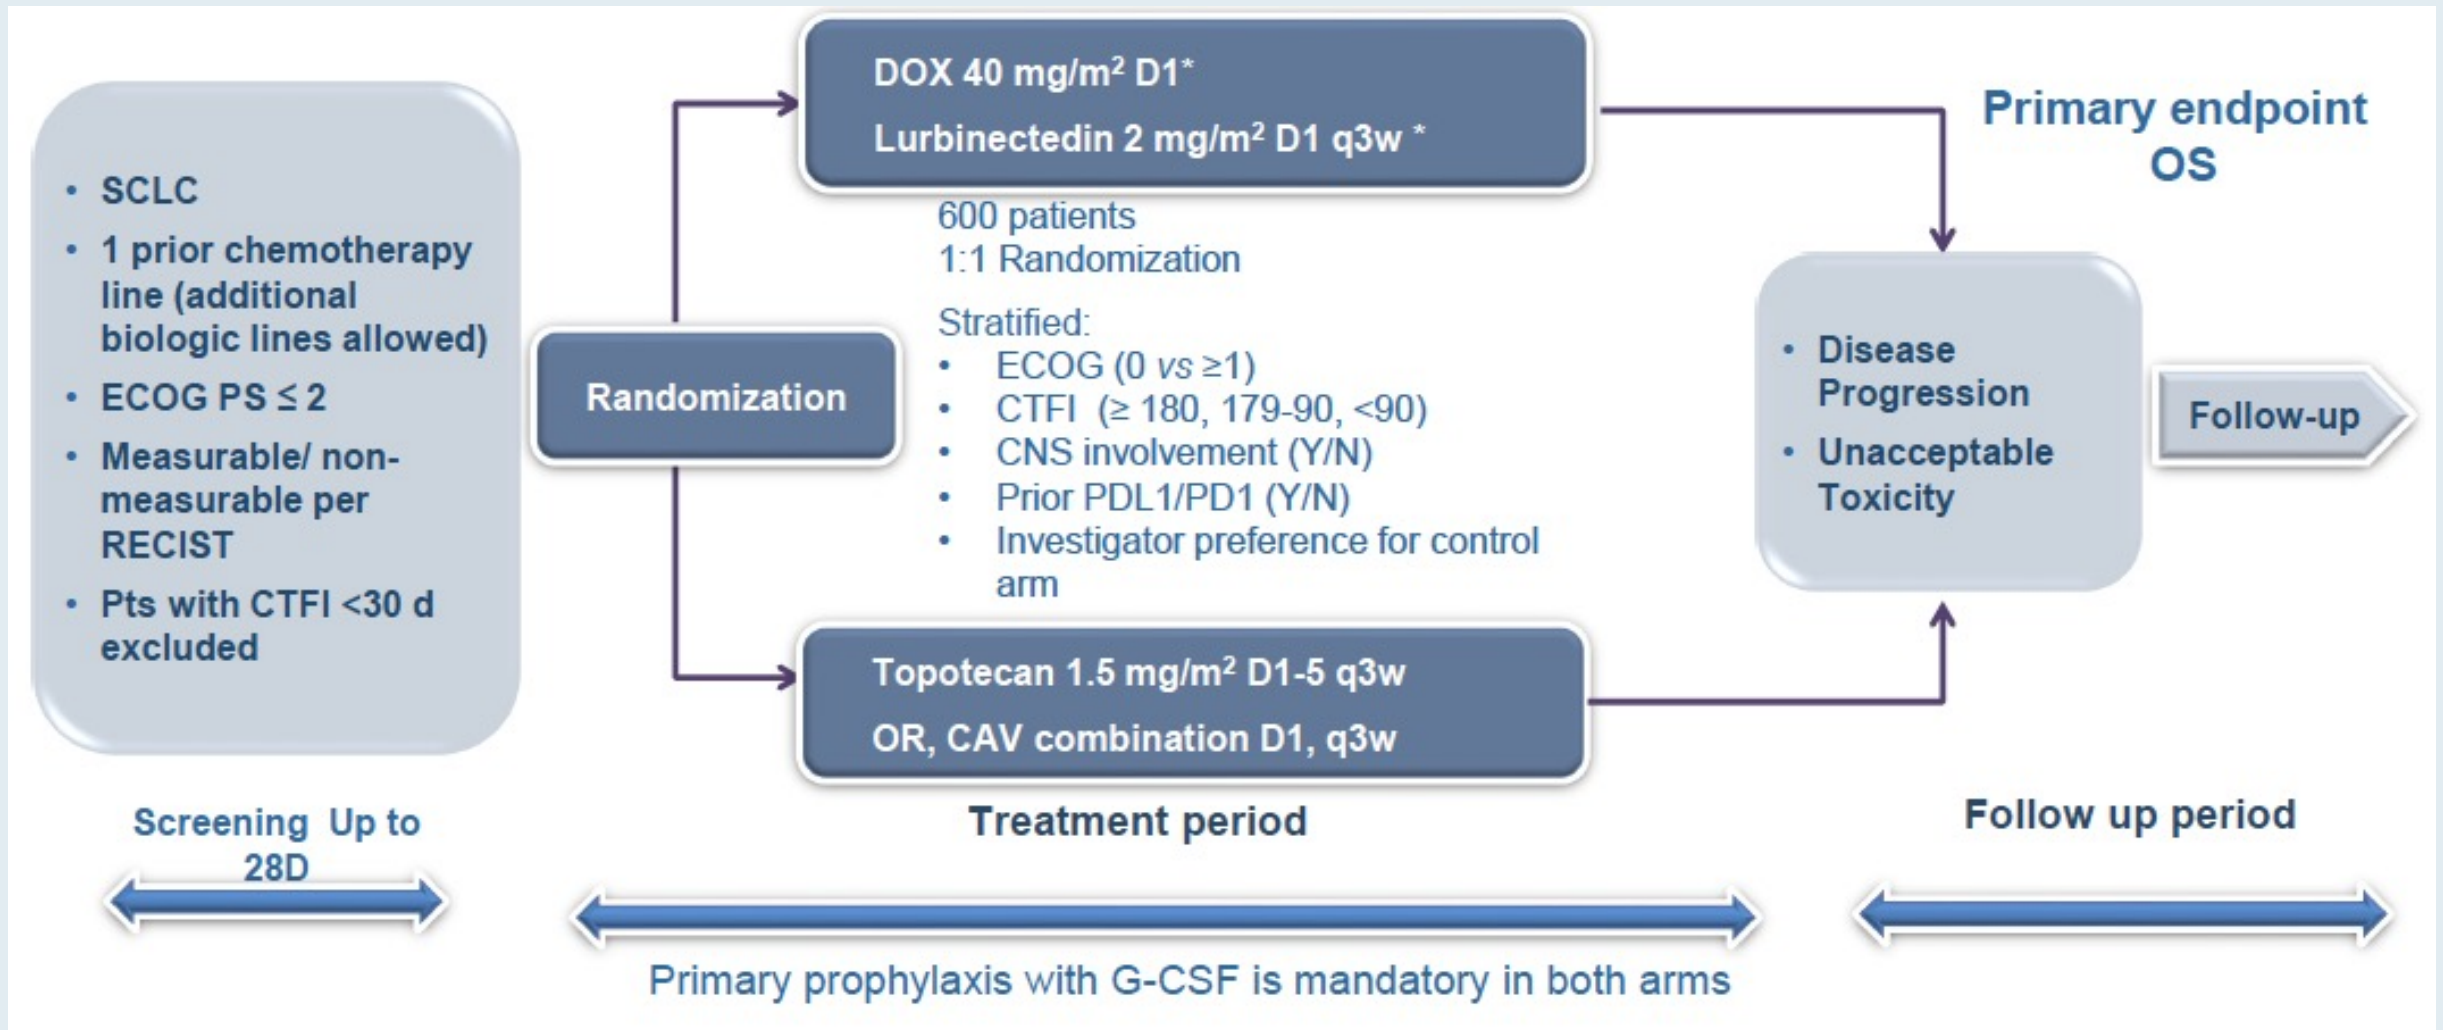 • SCLC
• 1 prior chemotherapy
line (additional
biologic lines allowed)
• ECOG PS ≤ 2
• Measurable/ non-
measurable per
RECIST
• Pts with CTFI <30 d
excluded
Screening Up to
28D
Randomization
DOX 40 mg/m² D1*
Lurbinectedin 2 mg/m² D1 q3w *
600 patients
1:1 Randomization
Stratified:
• ECOG (0 vs ≥1)
• CTFI (≥ 180, 179-90, <90)
• CNS involvement (Y/N)
• Prior PDL1/PD1 (Y/N)
• Investigator preference for control
arm
Topotecan 1.5 mg/m² D1-5 q3w
OR, CAV combination D1, q3w
Treatment period
Primary prophylaxis with G-CSF is mandatory in both arms
Primary endpoint
OS
• Disease
Progression
• Unacceptable
Toxicity
Follow-up
Follow up period